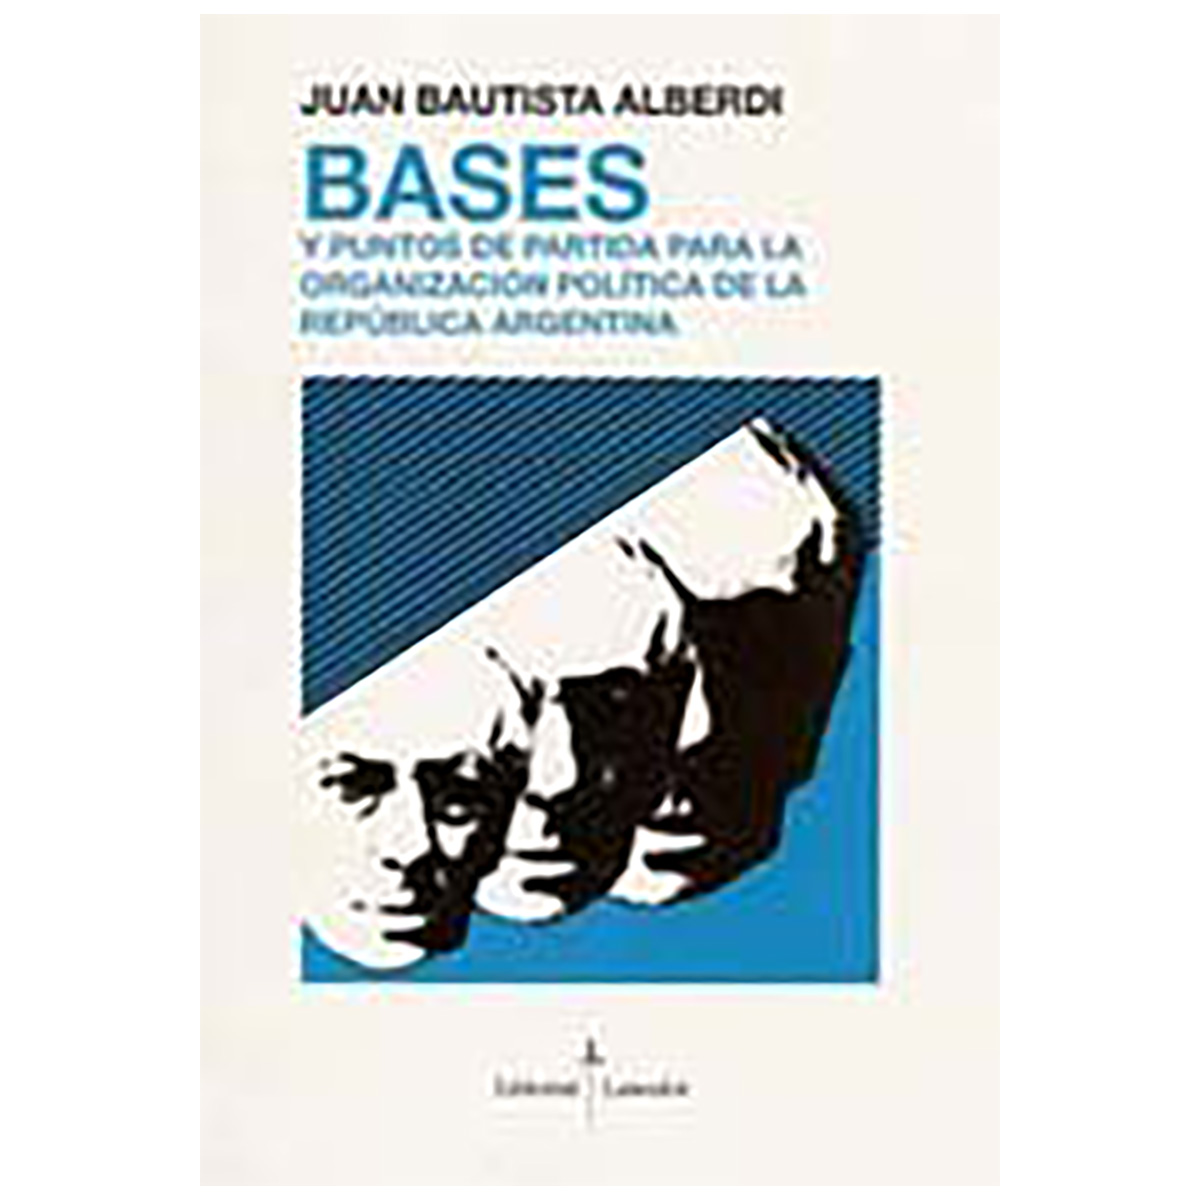 JUAN BAUTISTA ALBERDI
BASES
Y PUNTOS DE PARTIDA PARA LA
ORGANIZACIÓN POLÍTICA DE LA
REPÚBLICA ARGENTINA
Editorial